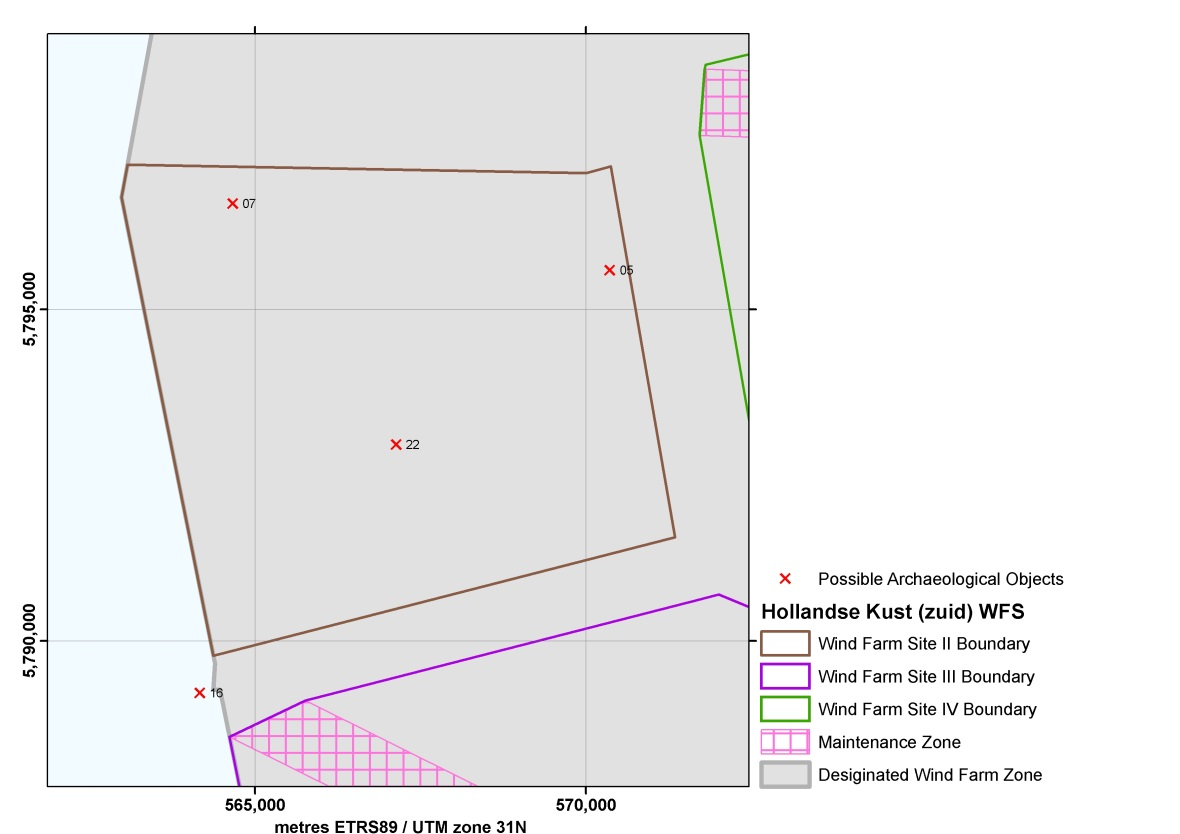 07
05
5,795,000
22
Possible Archaeological Objects
Hollandse Kust (zuid) WFS
5,790,000
Wind Farm Site II Boundary
Wind Farm Site III Boundary
16
Wind Farm Site IV Boundary
Maintenance Zone
Desiginated Wind Farm Zone
565,000
570,000
metres ETRS89 / UTM zone 31N